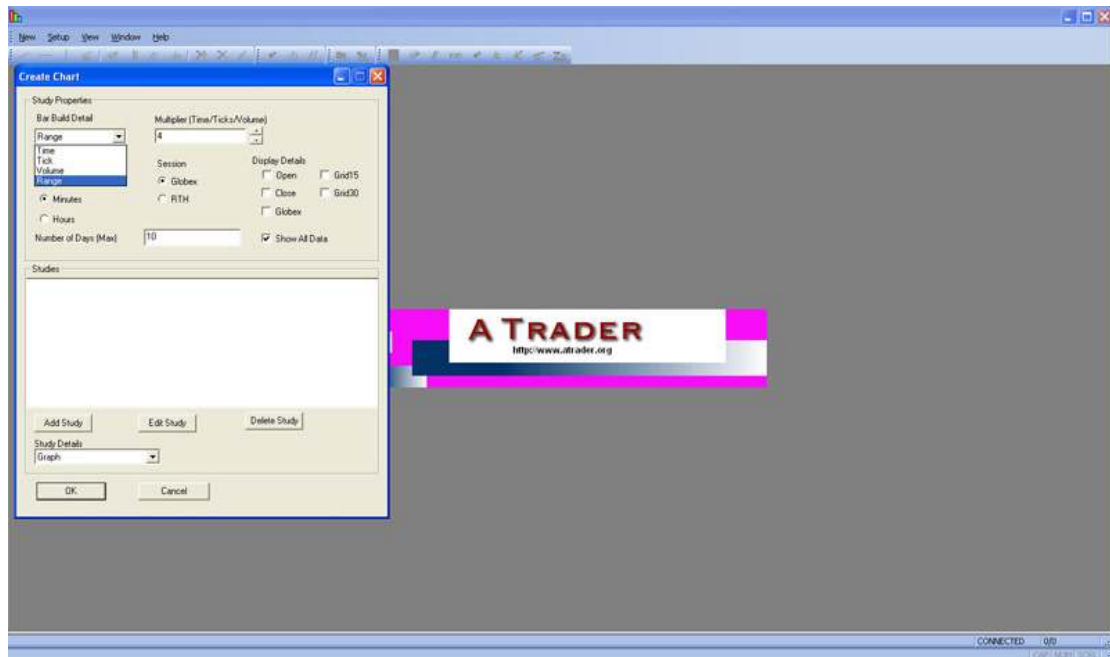 New Setup View Window Help
Create Chart
Study Properties
Bar Build Detail Multiplier (Time/Ticks/Volume)
Range 4
Time
Tick Session Display Details
Volume Open Grid15
Range Globex
Minutes RTH Close Grid30
Hours Globex
Number of Days (Max) 10 Show All Data
Studies
A TRADER
http://www.atrader.org
Add Study Edit Study Delete Study
Study Details
Graph
OK Cancel
CONNECTED 0/0
CAP NUM SCRL